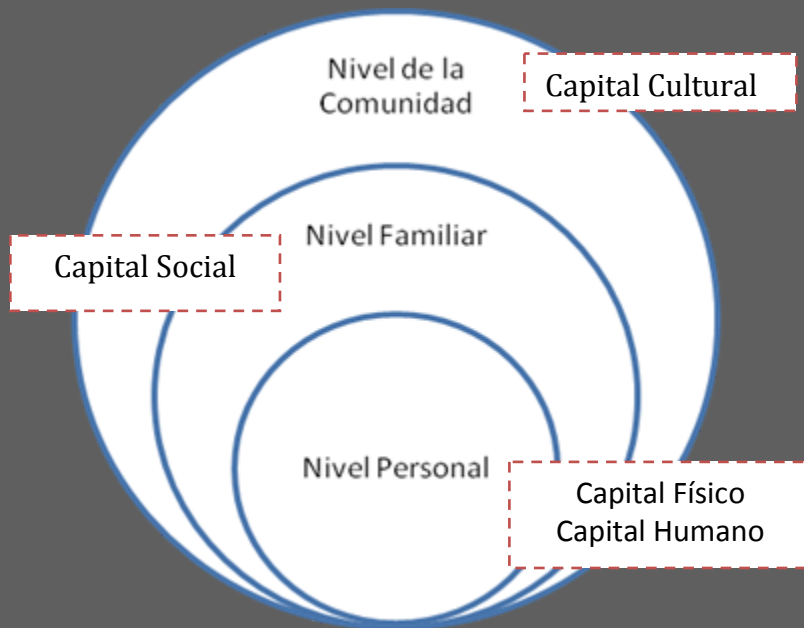 Nivel de la
Comunidad
Capital Cultural
Nivel Familiar
Capital Social
Nivel Personal
Capital Físico
Capital Humano